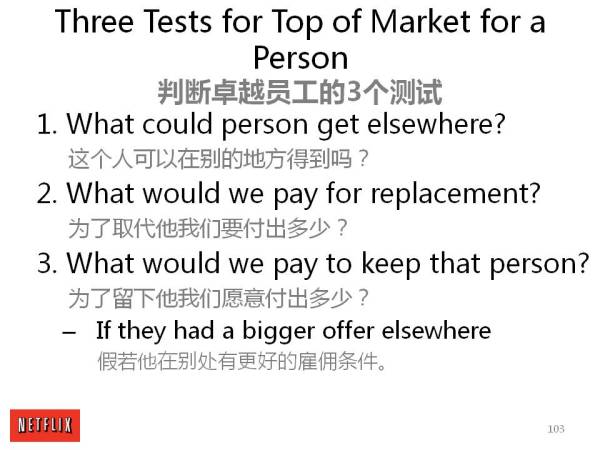 Three Tests for Top of Market for a
Person
判断卓越员工的3个测试
1. What could person get elsewhere?
这个人可以在别的地方得到吗？
2. What would we pay for replacement?
为了取代他我们要付出多少？
3. What would we pay to keep that person?
为了留下他我们愿意付出多少？
– If they had a bigger offer elsewhere
假若他在别处有更好的雇佣条件。
NETFLIX
103